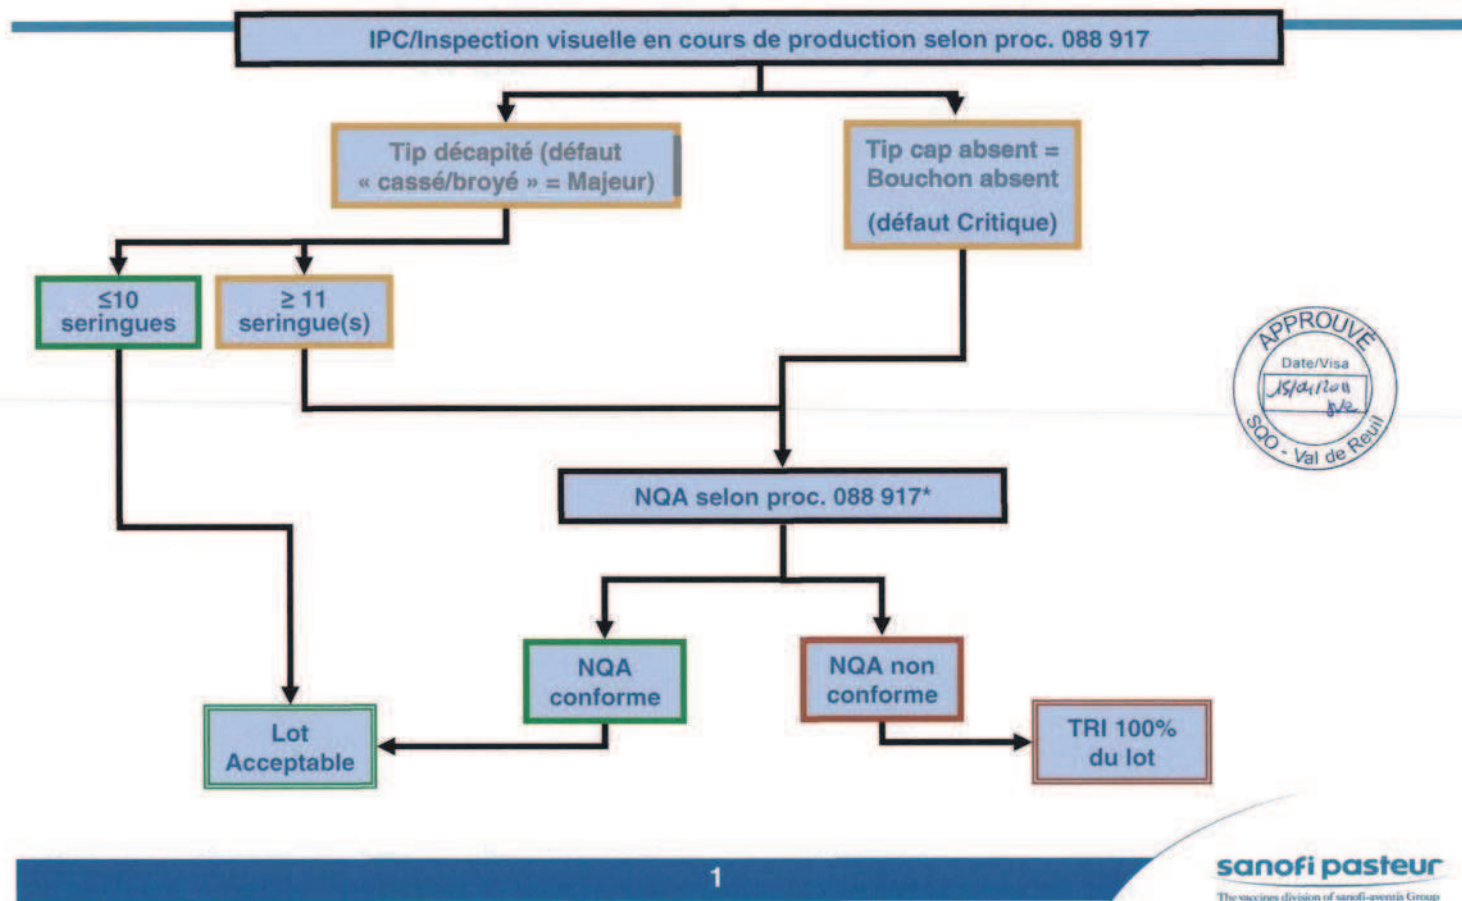 IPC/Inspection visuelle en cours de production selon proc. 088 917
Tip décapité (défaut
« cassé/broyé » = Majeur)
Tip cap absent =
Bouchon absent
(défaut Critique)
≤10
seringues
≥ 11
seringue(s)
APPROUVÉ
Date/Visa
SQO - Val de Reuil
NQA selon proc. 088 917*
NQA
conforme
NQA non
conforme
Lot
Acceptable
TRI 100%
du lot
1
sanofi pasteur
The vaccines division of sanofi-aventis Group